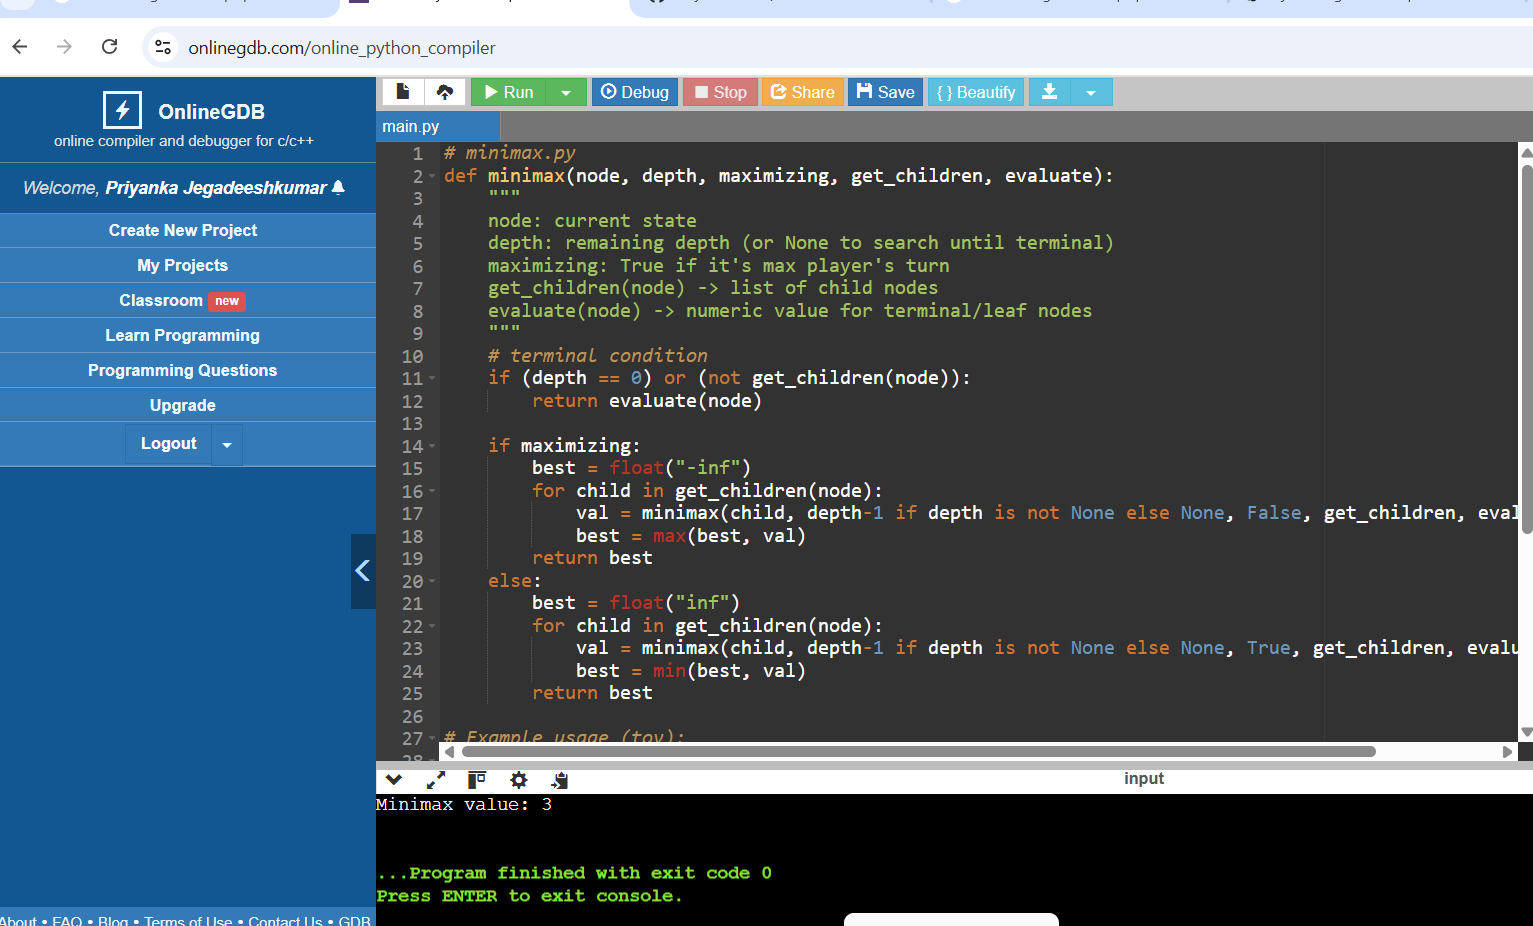 onlinegdb.com/online_python_compiler
OnlineGDB
online compiler and debugger for c/c++
Welcome, Priyanka Jegadeeshkumar
Create New Project
My Projects
Classroom new
Learn Programming
Programming Questions
Upgrade
Logout
About • FAQ • Blog • Terms of Use • Contact Us • GDB
Run Debug Stop Share Save { } Beautify
main.py
1 # minimax.py
2 def minimax(node, depth, maximizing, get_children, evaluate):
3     """
4     node: current state
5     depth: remaining depth (or None to search until terminal)
6     maximizing: True if it's max player's turn
7     get_children(node) -> list of child nodes
8     evaluate(node) -> numeric value for terminal/leaf nodes
9     """
10     # terminal condition
11     if (depth == 0) or (not get_children(node)):
12         return evaluate(node)
13
14     if maximizing:
15         best = float("-inf")
16         for child in get_children(node):
17             val = minimax(child, depth-1 if depth is not None else None, False, get_children, eval
18             best = max(best, val)
19         return best
20     else:
21         best = float("inf")
22         for child in get_children(node):
23             val = minimax(child, depth-1 if depth is not None else None, True, get_children, evalu
24             best = min(best, val)
25         return best
26
27 # Example usage (toy):
28
input
Minimax value: 3
...Program finished with exit code 0
Press ENTER to exit console.